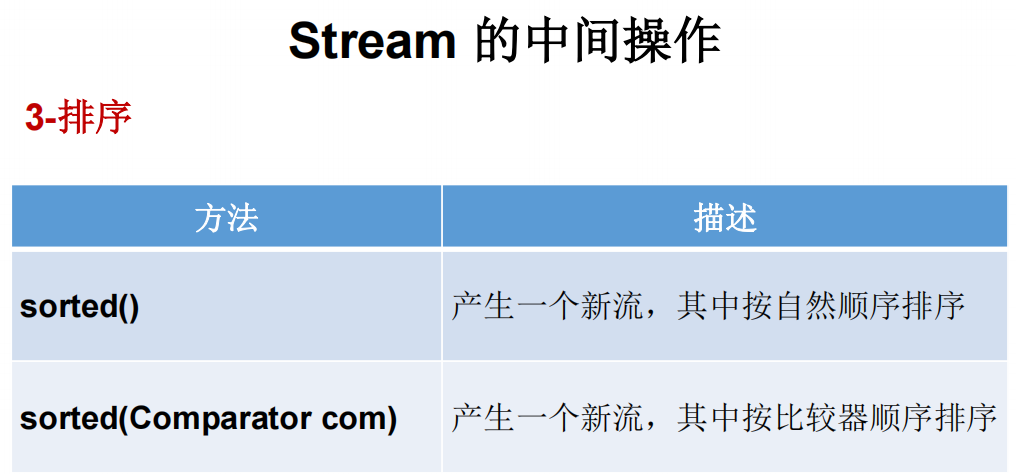 Stream 的中间操作
3-排序
方法 描述
sorted() 产生一个新流，其中按自然顺序排序
sorted(Comparator com) 产生一个新流，其中按比较器顺序排序